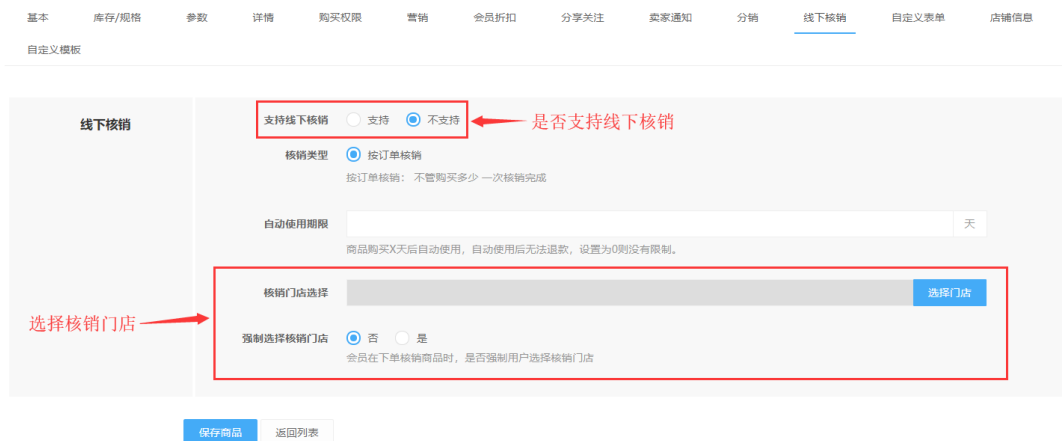 基本 库存/规格 参数 详情 购买权限 营销 会员折扣 分享关注 卖家通知 分销 线下核销 自定义表单 店铺信息
自定义模板
线下核销
支持线下核销 支持 不支持 是否支持线下核销
核销类型 按订单核销
按订单核销： 不管购买多少 一次核销完成
自动使用期限 天
商品购买X天后自动使用，自动使用后无法退款，设置为0则没有限制。
核销门店选择 选择门店
选择核销门店
强制选择核销门店 否 是
会员在下单核销商品时，是否强制用户选择核销门店
保存商品 返回列表